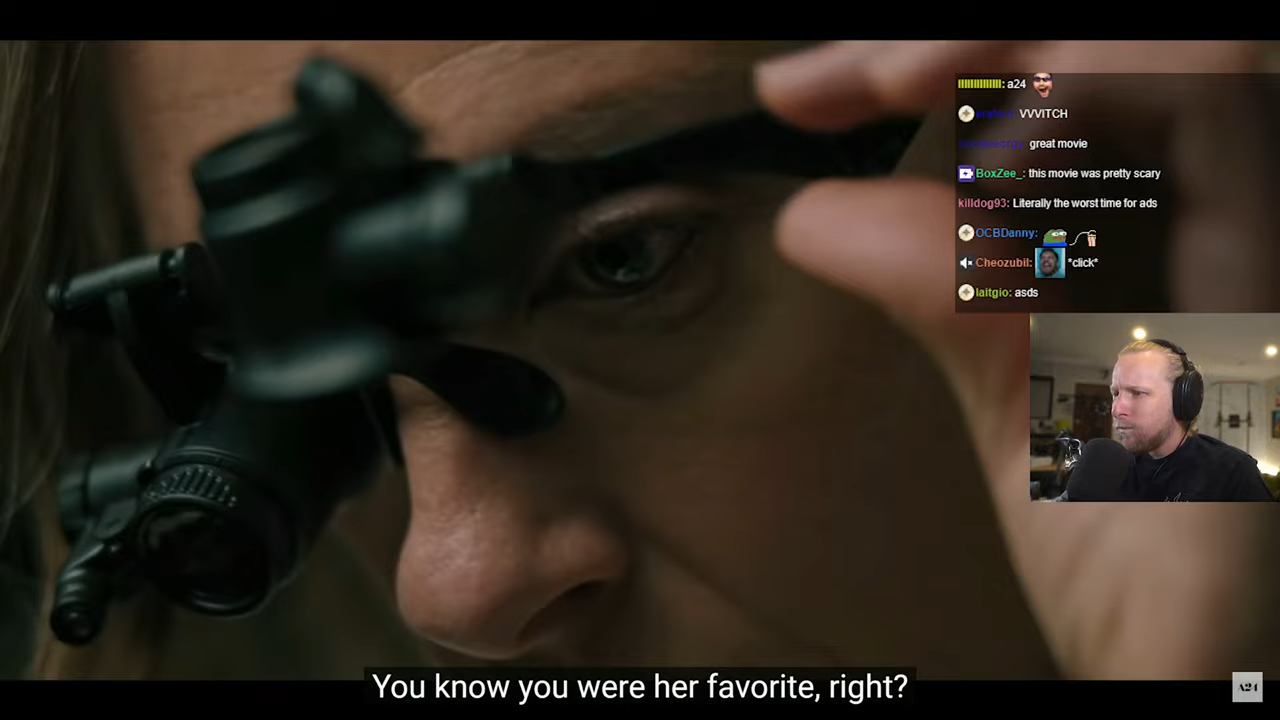 : a24
VVVITCH
great movie
BoxZee_: this movie was pretty scary
killdog93: Literally the worst time for ads
OCBDanny:
Cheozubil: *click*
laitgio: asds
You know you were her favorite, right?
A24